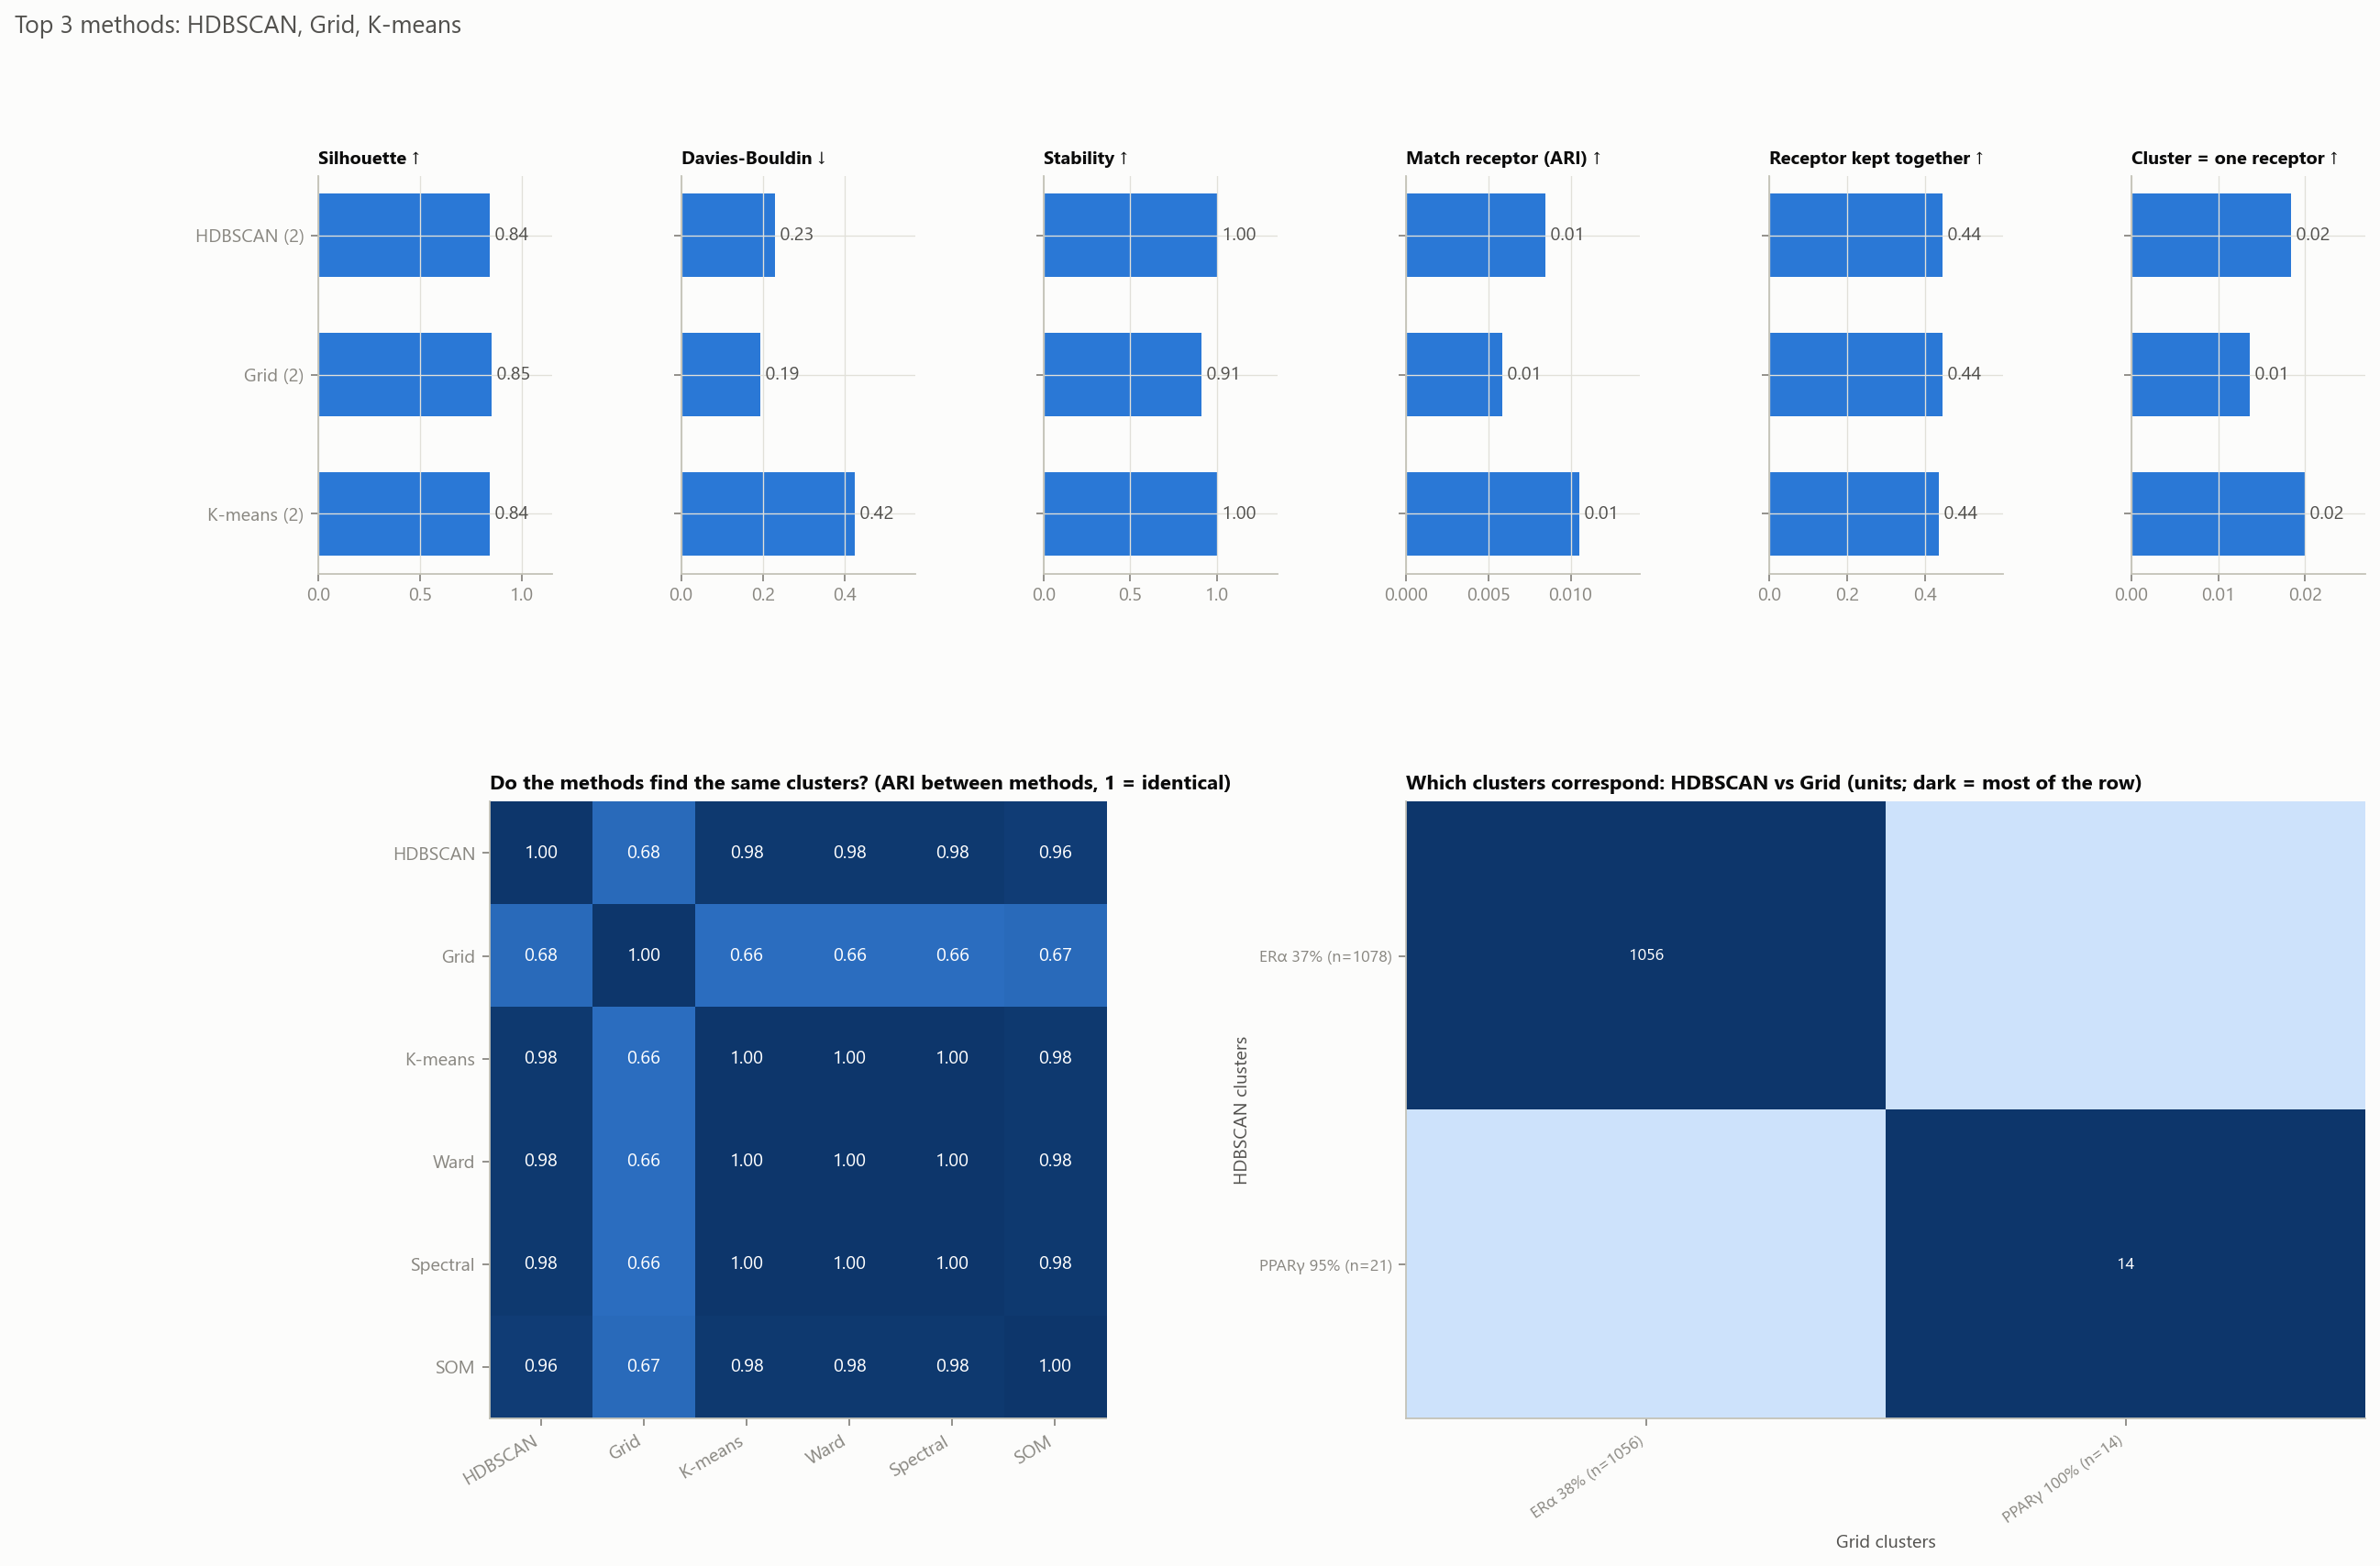 Top 3 methods: HDBSCAN, Grid, K-means
Silhouette ↑
Davies-Bouldin ↓
Stability ↑
Match receptor (ARI) ↑
Receptor kept together ↑
Cluster = one receptor ↑
HDBSCAN (2)
0.84
0.23
1.00
0.01
0.44
0.02
Grid (2)
0.85
0.19
0.91
0.01
0.44
0.01
K-means (2)
0.84
0.42
1.00
0.01
0.44
0.02
0.0 0.5 1.0
0.0 0.2 0.4
0.0 0.5 1.0
0.000 0.005 0.010
0.0 0.2 0.4
0.00 0.01 0.02
Do the methods find the same clusters? (ARI between methods, 1 = identical)
HDBSCAN 1.00 0.68 0.98 0.98 0.98 0.96
Grid 0.68 1.00 0.66 0.66 0.66 0.67
K-means 0.98 0.66 1.00 1.00 1.00 0.98
Ward 0.98 0.66 1.00 1.00 1.00 0.98
Spectral 0.98 0.66 1.00 1.00 1.00 0.98
SOM 0.96 0.67 0.98 0.98 0.98 1.00
HDBSCAN Grid K-means Ward Spectral SOM
Which clusters correspond: HDBSCAN vs Grid (units; dark = most of the row)
HDBSCAN clusters
ERα 37% (n=1078) 1056
PPARγ 95% (n=21) 14
ERα 38% (n=1056) PPARγ 100% (n=14)
Grid clusters